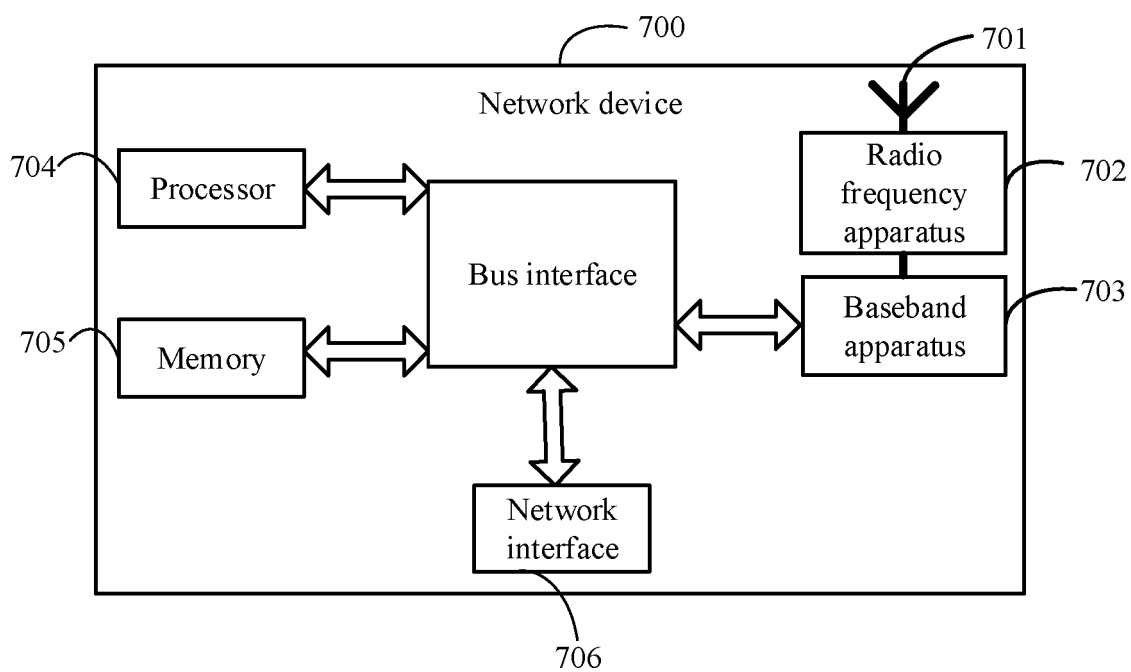 700
701
Network device
704
Processor
Radio
frequency
apparatus
702
Bus interface
705
Memory
Baseband
apparatus
703
Network
interface
706